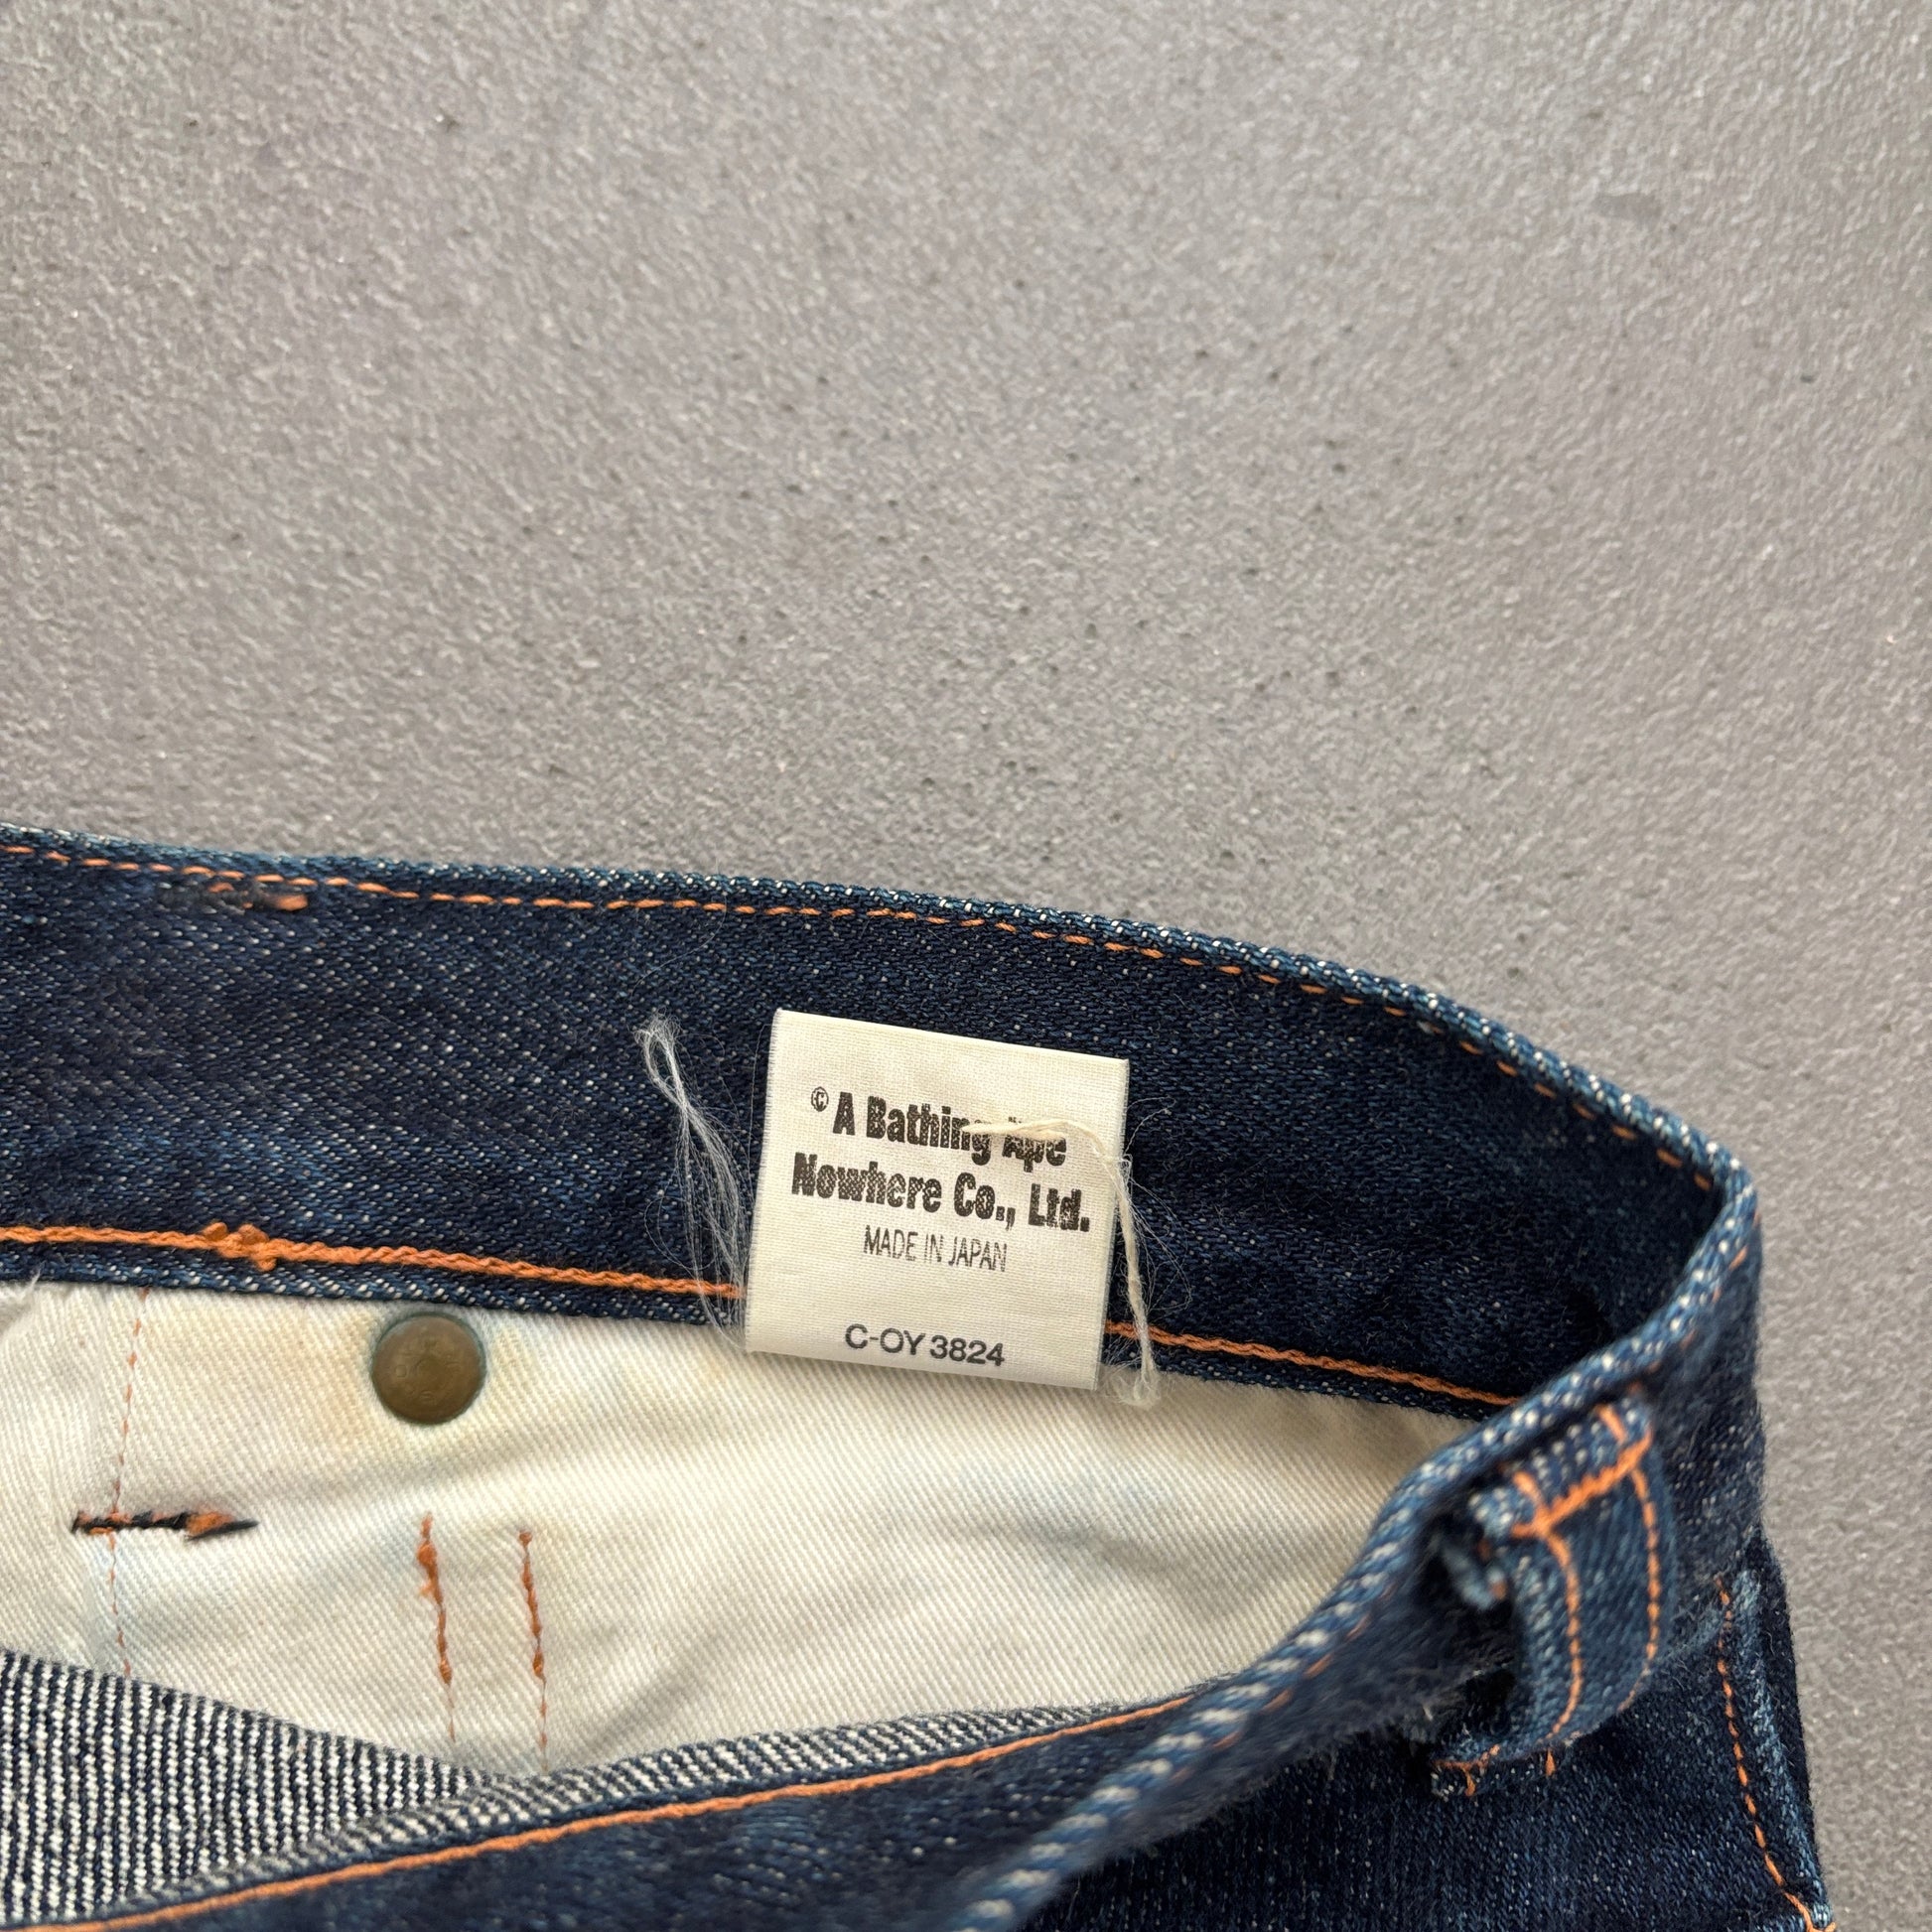 © A Bathing Ape
Nowhere Co., Ltd.
MADE IN JAPAN
C-OY 3824